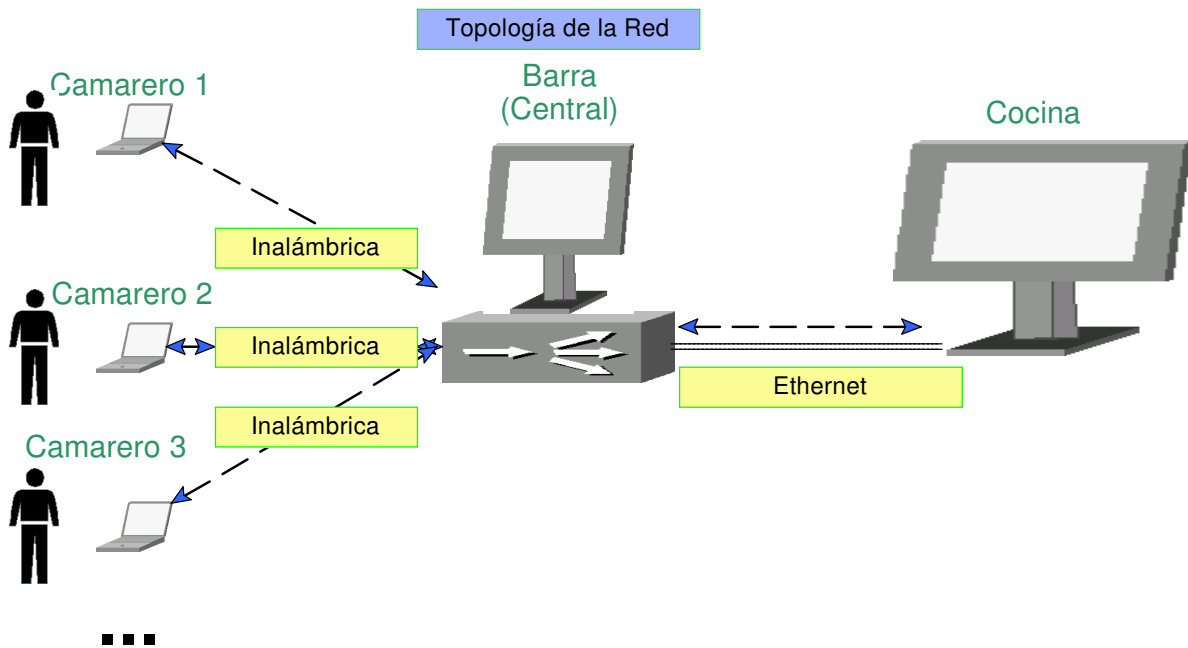 Topología de la Red
Camarero 1
Barra
(Central)
Cocina
Inalámbrica
Camarero 2
Inalámbrica
Ethernet
Inalámbrica
Camarero 3
...